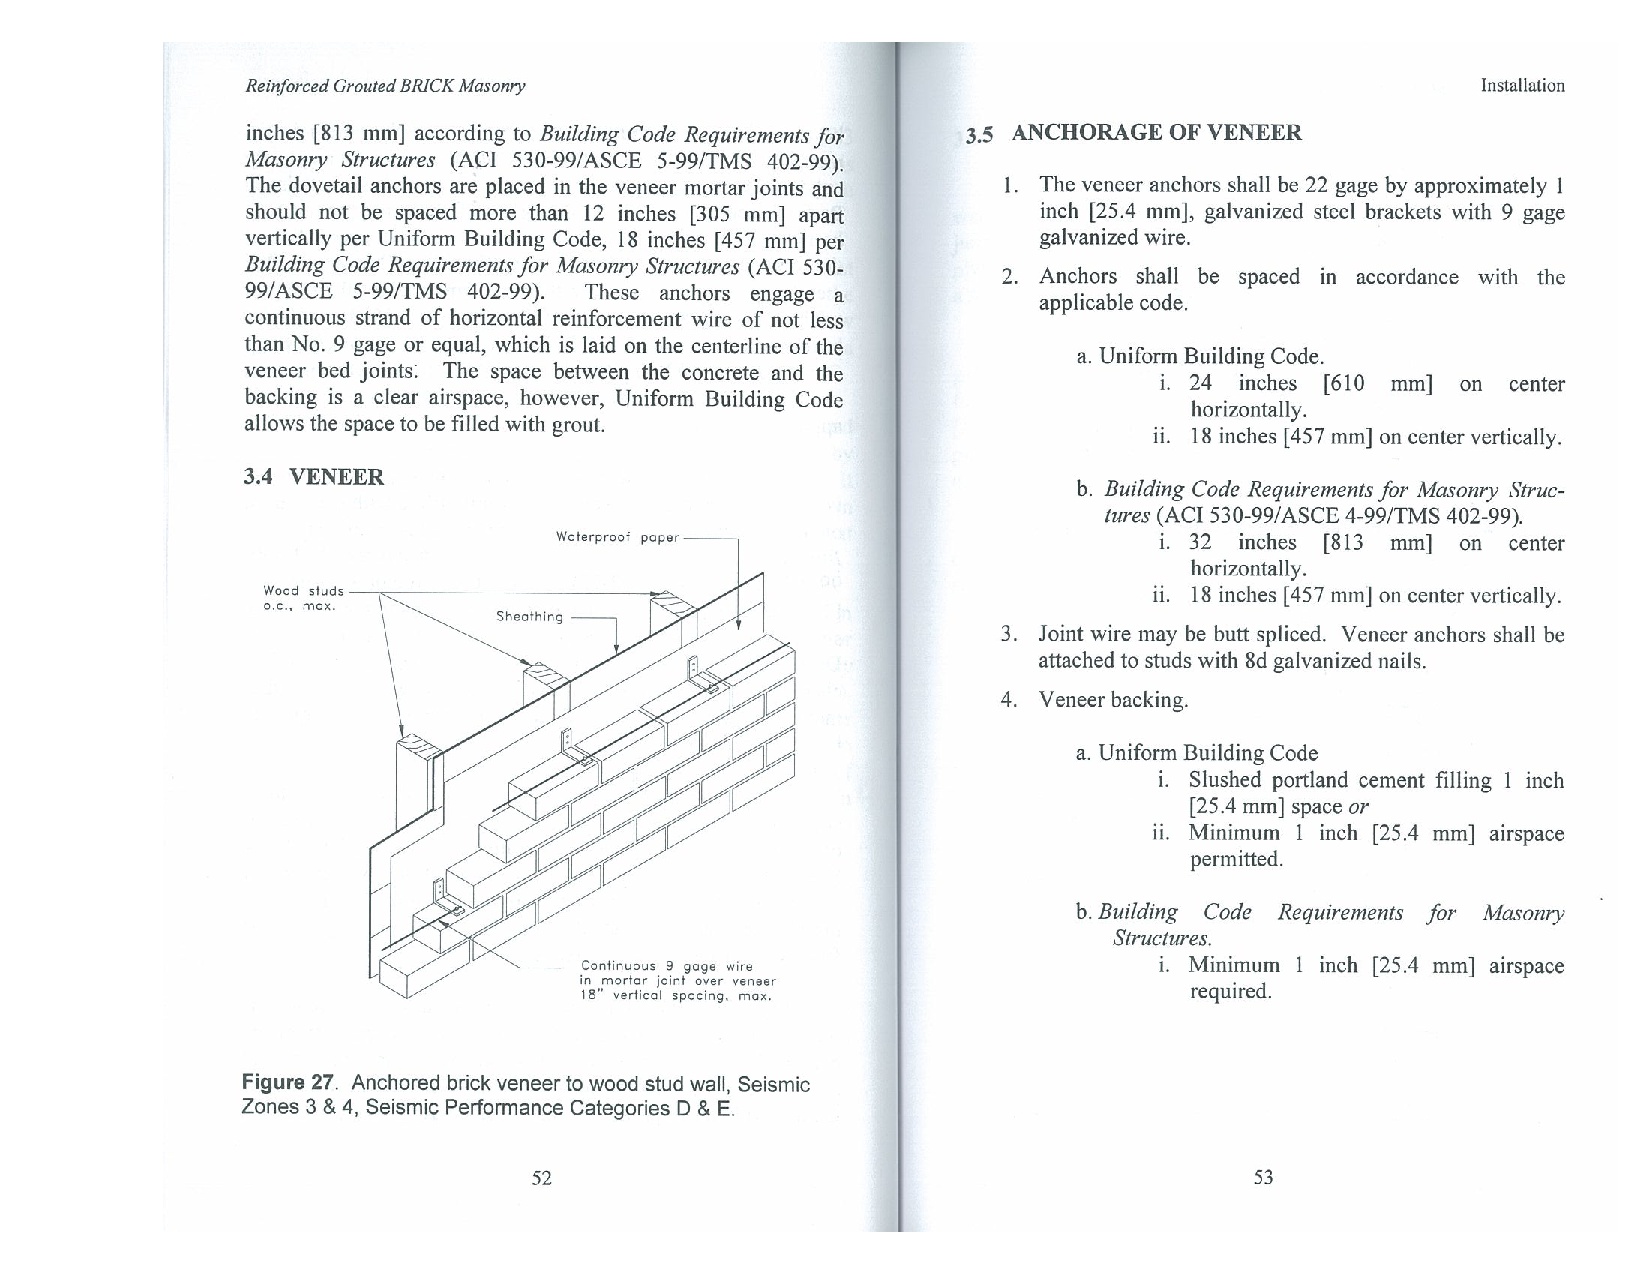 Reinforced Grouted BRICK Masonry
inches [813 mm] according to Building Code Requirements for
Masonry Structures (ACI 530-99/ASCE 5-99/TMS 402-99).
The dovetail anchors are placed in the veneer mortar joints and
should not be spaced more than 12 inches [305 mm] apart
vertically per Uniform Building Code, 18 inches [457 mm] per
Building Code Requirements for Masonry Structures (ACI 530-
99/ASCE 5-99/TMS 402-99). These anchors engage a
continuous strand of horizontal reinforcement wire of not less
than No. 9 gage or equal, which is laid on the centerline of the
veneer bed joints. The space between the concrete and the
backing is a clear airspace, however, Uniform Building Code
allows the space to be filled with grout.
3.4 VENEER
Waterproof paper
Wood studs
o.c., max.
Sheathing
Continuous 9 gage wire
in mortar joint over veneer
18" vertical spacing, max.
Figure 27. Anchored brick veneer to wood stud wall, Seismic
Zones 3 & 4, Seismic Performance Categories D & E.
52
Installation
3.5 ANCHORAGE OF VENEER
1. The veneer anchors shall be 22 gage by approximately 1
inch [25.4 mm], galvanized steel brackets with 9 gage
galvanized wire.
2. Anchors shall be spaced in accordance with the
applicable code.
a. Uniform Building Code.
i. 24 inches [610 mm] on center
horizontally.
ii. 18 inches [457 mm] on center vertically.
b. Building Code Requirements for Masonry Struc-
tures (ACI 530-99/ASCE 4-99/TMS 402-99).
i. 32 inches [813 mm] on center
horizontally.
ii. 18 inches [457 mm] on center vertically.
3. Joint wire may be butt spliced. Veneer anchors shall be
attached to studs with 8d galvanized nails.
4. Veneer backing.
a. Uniform Building Code
i. Slushed portland cement filling 1 inch
[25.4 mm] space or
ii. Minimum 1 inch [25.4 mm] airspace
permitted.
b. Building Code Requirements for Masonry
Structures.
i. Minimum 1 inch [25.4 mm] airspace
required.
53